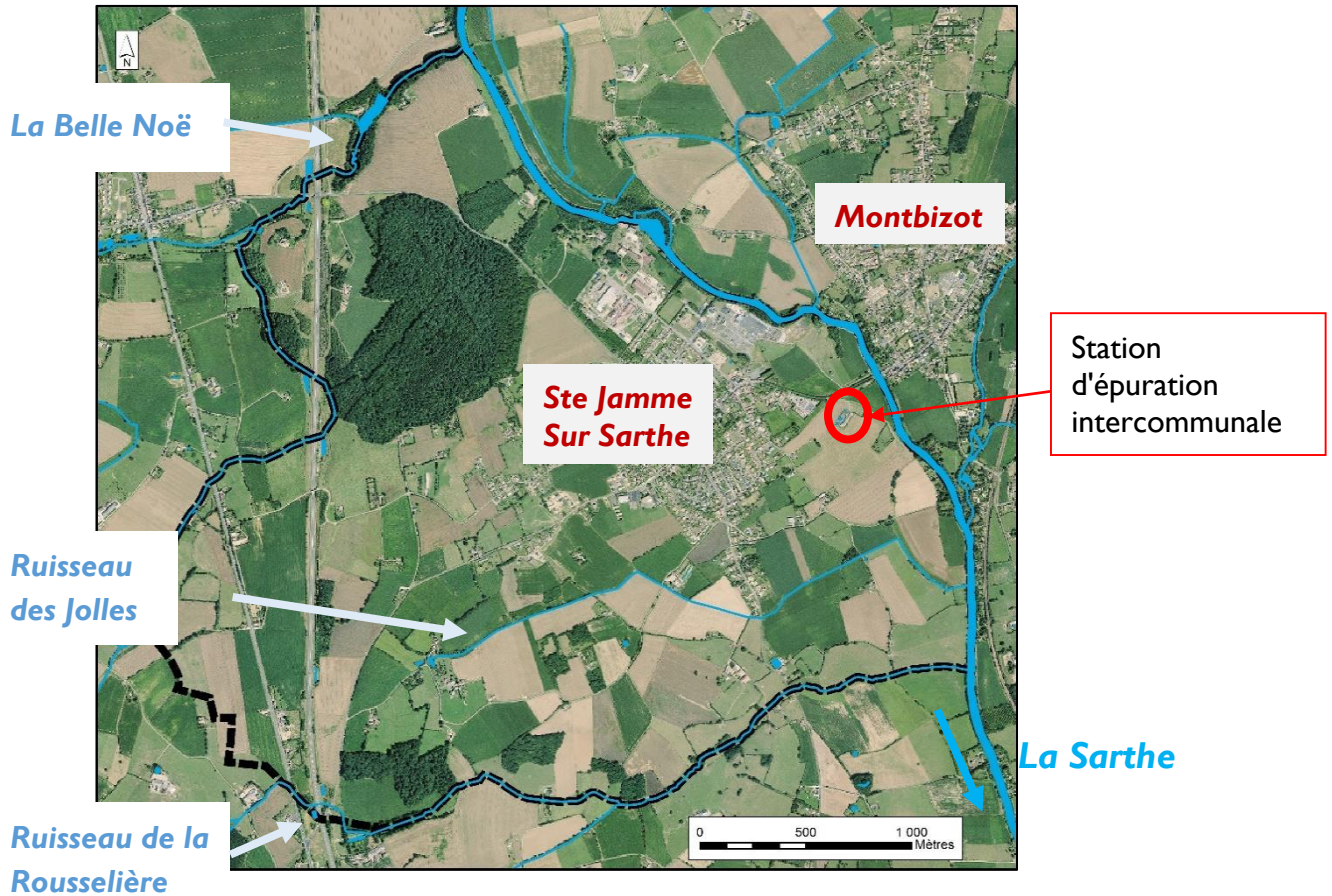 N
La Belle Noë
Montbizot
Station
d'épuration
intercommunale
Ste Jamme
Sur Sarthe
Ruisseau
des Jolles
La Sarthe
Ruisseau de la
Rousselière
0 500 1 000
Mètres